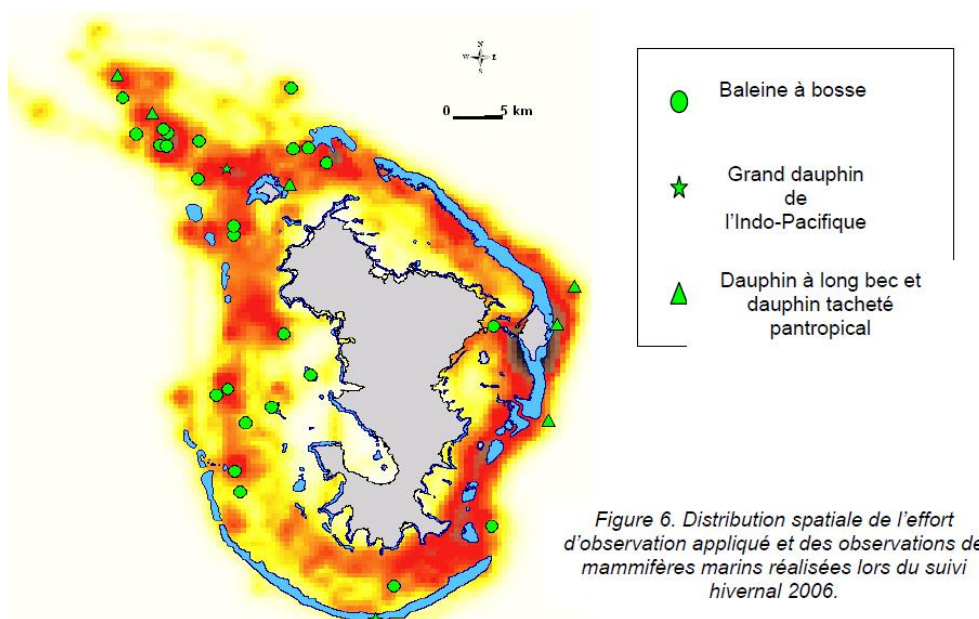 N
W E
S
0 5 km
Baleine à bosse
Grand dauphin
de
l'Indo-Pacifique
Dauphin à long bec et
dauphin tacheté
pantropical
Figure 6. Distribution spatiale de l'effort
d'observation appliqué et des observations de
mammifères marins réalisées lors du suivi
hivernal 2006.